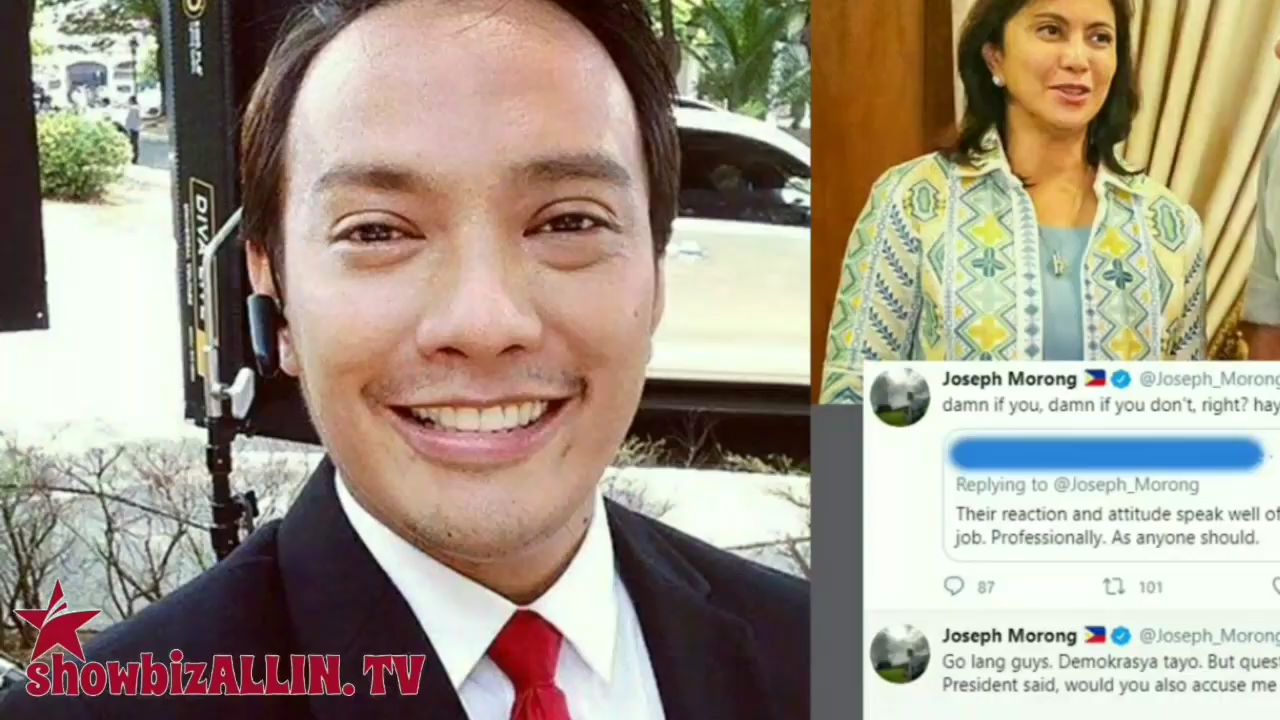 DIVA
Joseph Morong @Joseph_Morong
damn if you, damn if you don't, right? hay
Replying to @Joseph_Morong
Their reaction and attitude speak well of
job. Professionally. As anyone should.
87 101
Joseph Morong @Joseph_Morong
Go lang guys. Demokrasya tayo. But quest
President said, would you also accuse me
showbizALLIN.TV